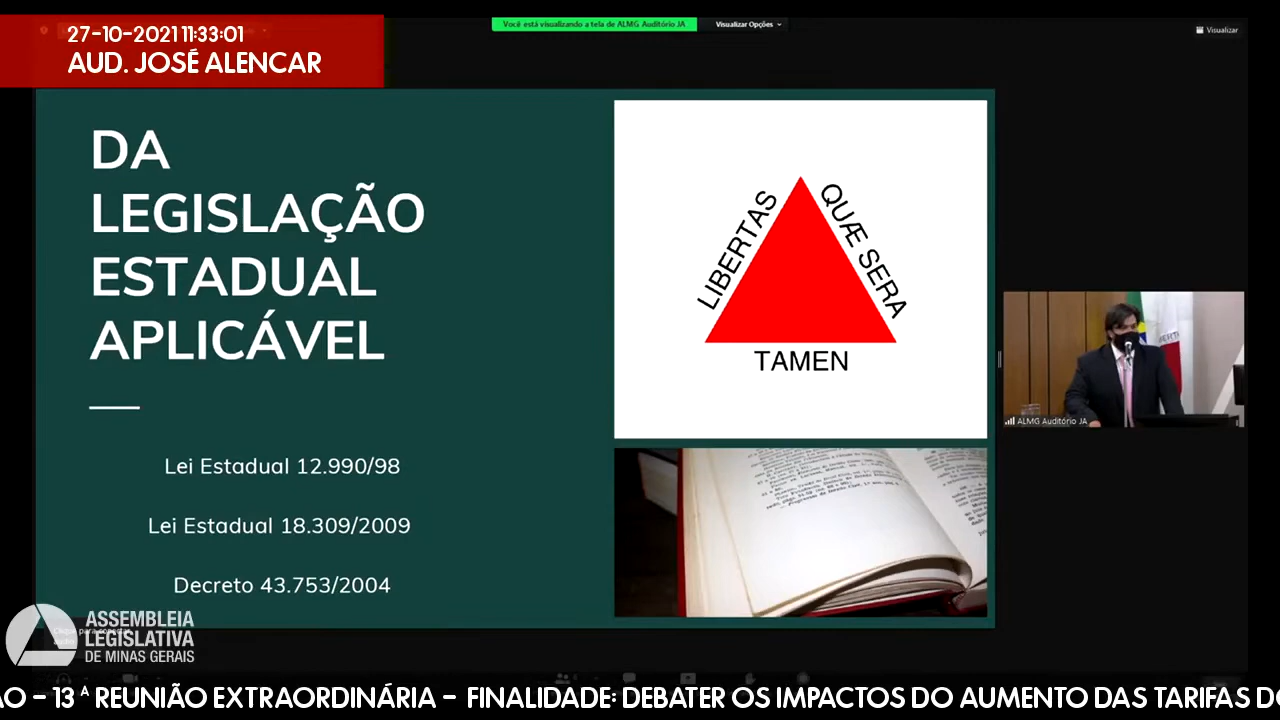 27-10-2021 11:33:01
AUD. JOSÉ ALENCAR
Você está visualizando a tela de ALMG Auditório JA
Visualizar Opções
Visualizar
DA
LEGISLAÇÃO
ESTADUAL
APLICÁVEL
Lei Estadual 12.990/98
Lei Estadual 18.309/2009
Decreto 43.753/2004
LIBERTAS
QUÆ SERA
TAMEN
ALMG Auditório JA
ASSEMBLEIA
LEGISLATIVA
DE MINAS GERAIS
ÃO - 13ª REUNIÃO EXTRAORDINÁRIA - FINALIDADE: DEBATER OS IMPACTOS DO AUMENTO DAS TARIFAS DO